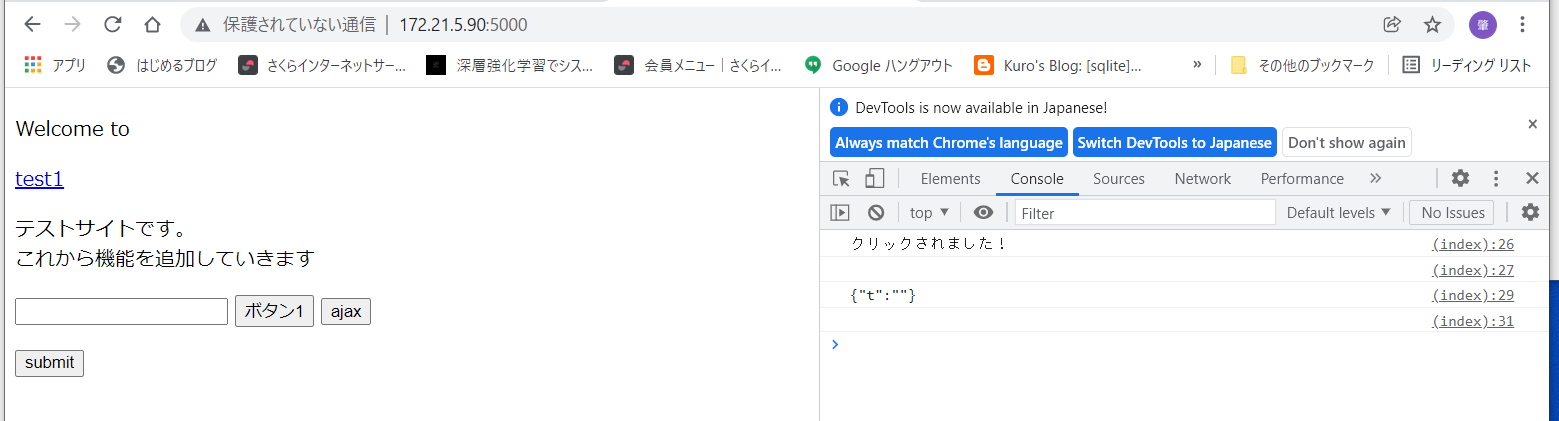 保護されていない通信 172.21.5.90:5000
アプリ はじめるブログ さくらインターネットサー... 深層強化学習でシス... 会員メニュー | さくらイ... Google ハングアウト Kuro's Blog: [sqlite]... » その他のブックマーク リーディング リスト
Welcome to
test1
テストサイトです。
これから機能を追加していきます
ボタン1 ajax
submit
DevTools is now available in Japanese!
Always match Chrome's language Switch DevTools to Japanese Don't show again
Elements Console Sources Network Performance »
top Filter Default levels No Issues
クリックされました！ (index):26
(index):27
{"t":""} (index):29
(index):31